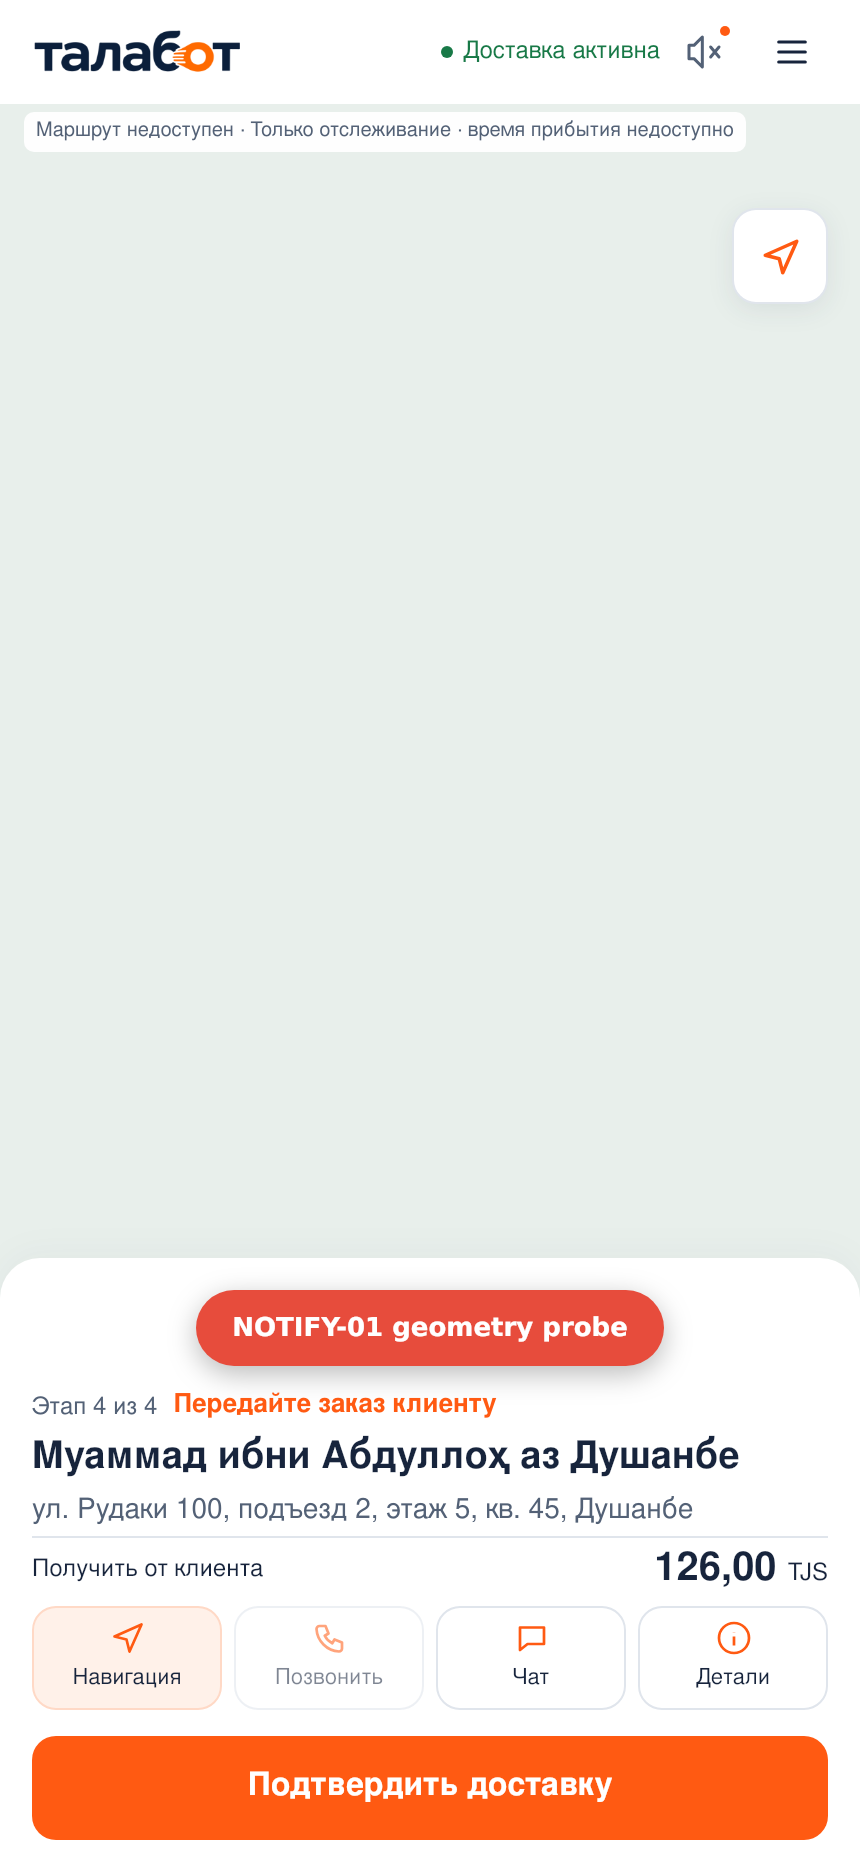 талабот
Доставка активна
Маршрут недоступен · Только отслеживание · время прибытия недоступно
NOTIFY-01 geometry probe
Этап 4 из 4 Передайте заказ клиенту
Муаммад ибни Абдуллоҳ аз Душанбе
ул. Рудаки 100, подъезд 2, этаж 5, кв. 45, Душанбе
Получить от клиента 126,00 TJS
Навигация Позвонить Чат Детали
Подтвердить доставку